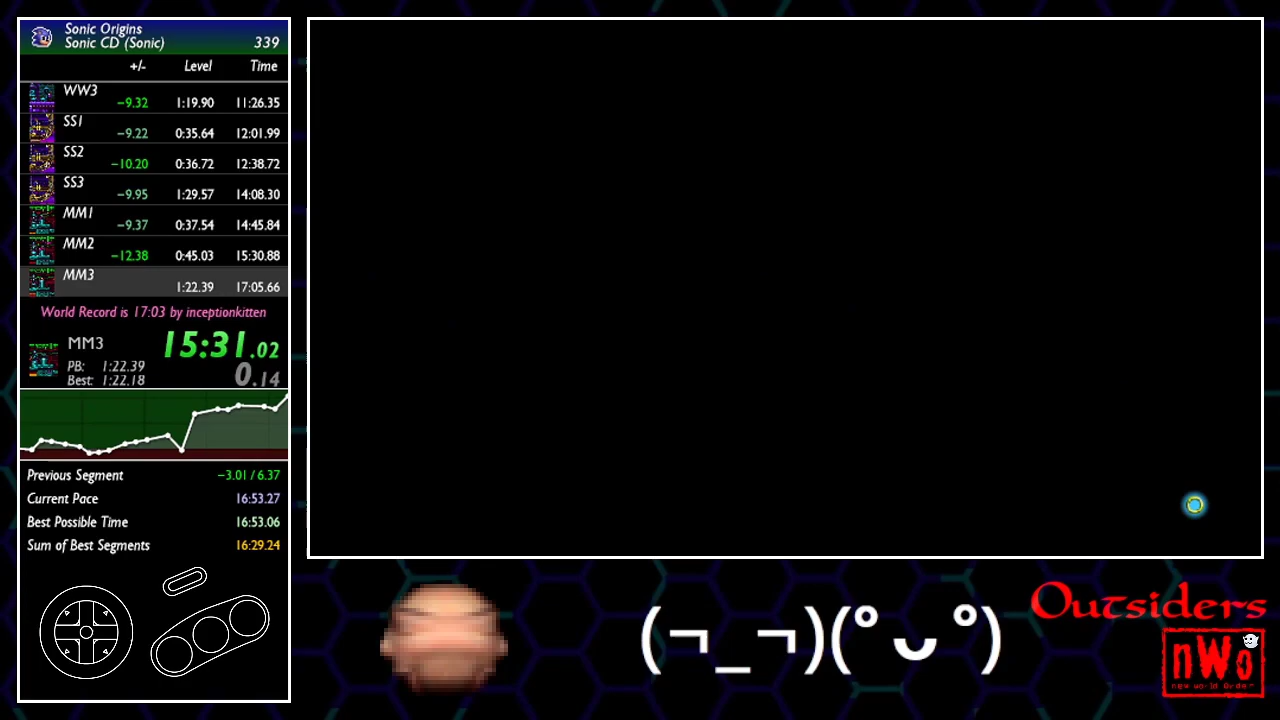 Sonic Origins
Sonic CD (Sonic) 339
+/- Level Time
WW3 -9.32 1:19.90 11:26.35
SS1 -9.22 0:35.64 12:01.99
SS2 -10.20 0:36.72 12:38.72
SS3 -9.95 1:29.57 14:08.30
MM1 -9.37 0:37.54 14:45.84
MM2 -12.38 0:45.03 15:30.88
MM3 1:22.39 17:05.66
World Record is 17:03 by inceptionkitten
MM3 15:31.02
PB: 1:22.39
Best: 1:22.18 0.14
Previous Segment -3.01 / 6.37
Current Pace 16:53.27
Best Possible Time 16:53.06
Sum of Best Segments 16:29.24
(¬_¬)(° ᴗ °)
Outsiders
nWo
new world order